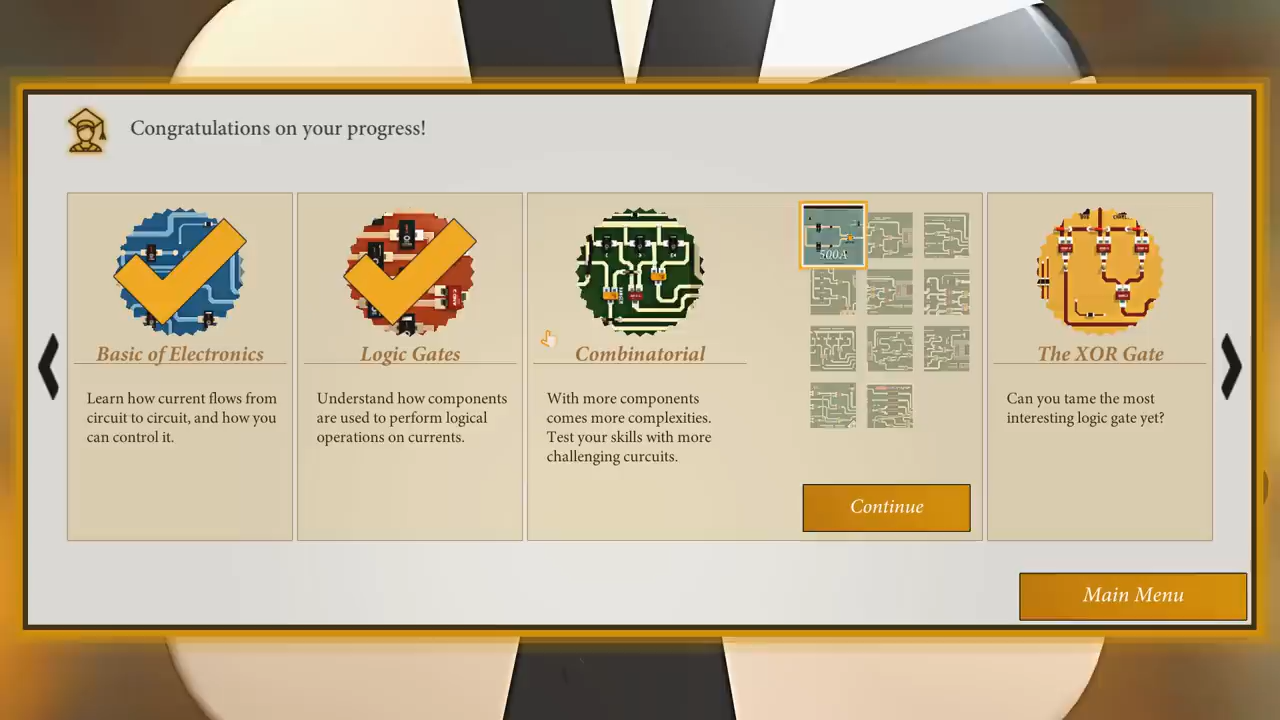 Congratulations on your progress!
500A
Basic of Electronics
Logic Gates
Combinatorial
The XOR Gate
Learn how current flows from
circuit to circuit, and how you
can control it.
Understand how components
are used to perform logical
operations on currents.
With more components
comes more complexities.
Test your skills with more
challenging curcuits.
Can you tame the most
interesting logic gate yet?
Continue
Main Menu